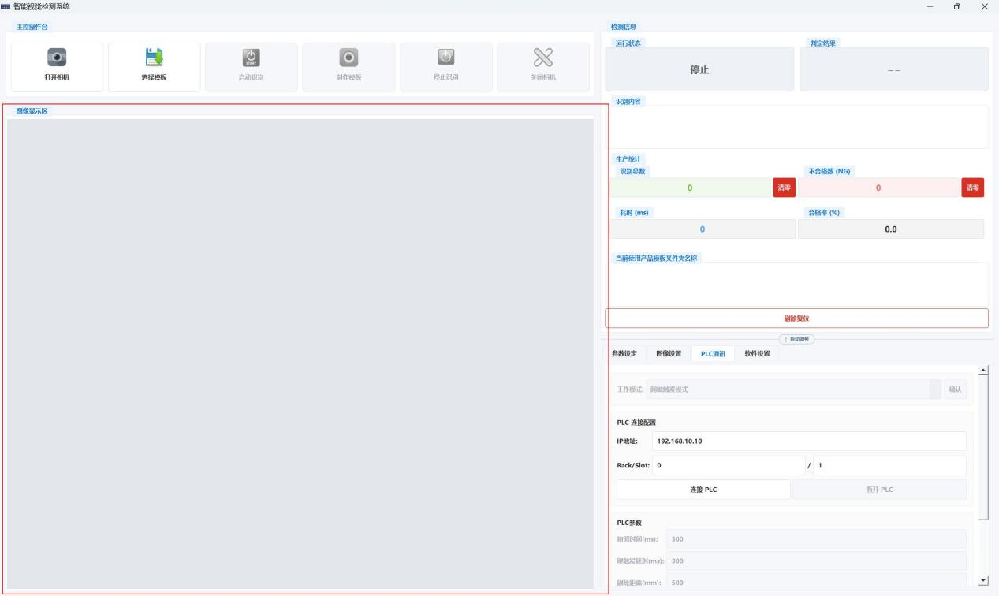 智能视觉检测系统
主控操作台
打开相机
选择模板
START
启动识别
制作模板
停止识别
关闭相机
图像显示区
检测信息
运行状态
判定结果
停止
--
识别内容
生产统计
识别总数
不合格数 (NG)
0
清零
0
清零
耗时 (ms)
合格率 (%)
0
0.0
当前使用产品模板文件夹名称
剔除复位
↕ 拖动调整
参数设定
图像设置
PLC通讯
软件设置
工作模式:
间歇触发模式
确认
PLC 连接配置
IP地址: 192.168.10.10
Rack/Slot: 0 / 1
连接 PLC
断开 PLC
PLC参数
拍照时间(ms): 300
硬触发延时(ms): 300
剔除距离(mm): 500